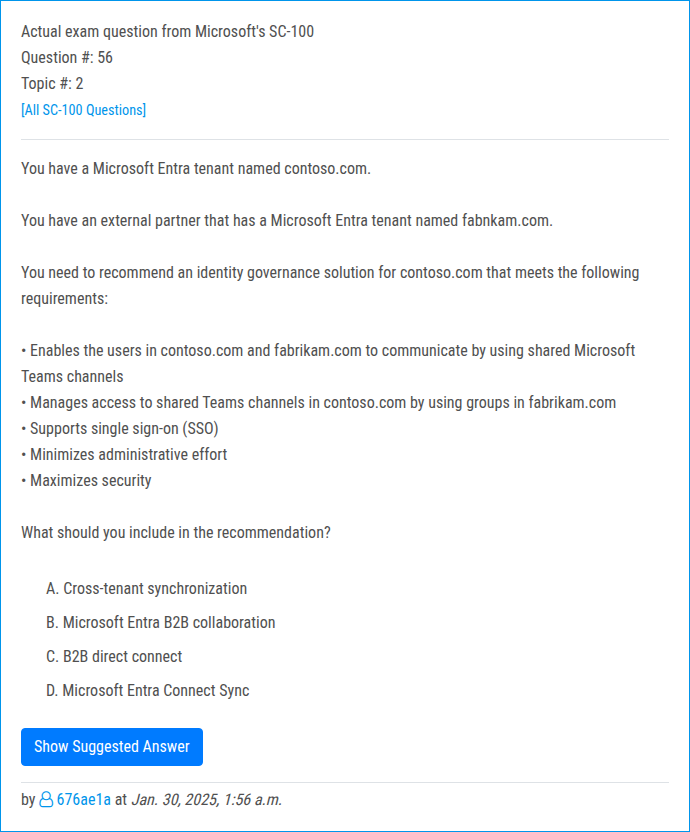 Actual exam question from Microsoft's SC-100
Question #: 56
Topic #: 2
[All SC-100 Questions]
You have a Microsoft Entra tenant named contoso.com.
You have an external partner that has a Microsoft Entra tenant named fabnkam.com.
You need to recommend an identity governance solution for contoso.com that meets the following
requirements:
• Enables the users in contoso.com and fabrikam.com to communicate by using shared Microsoft
Teams channels
• Manages access to shared Teams channels in contoso.com by using groups in fabrikam.com
• Supports single sign-on (SSO)
• Minimizes administrative effort
• Maximizes security
What should you include in the recommendation?
A. Cross-tenant synchronization
B. Microsoft Entra B2B collaboration
C. B2B direct connect
D. Microsoft Entra Connect Sync
Show Suggested Answer
by 676ae1a at Jan. 30, 2025, 1:56 a.m.